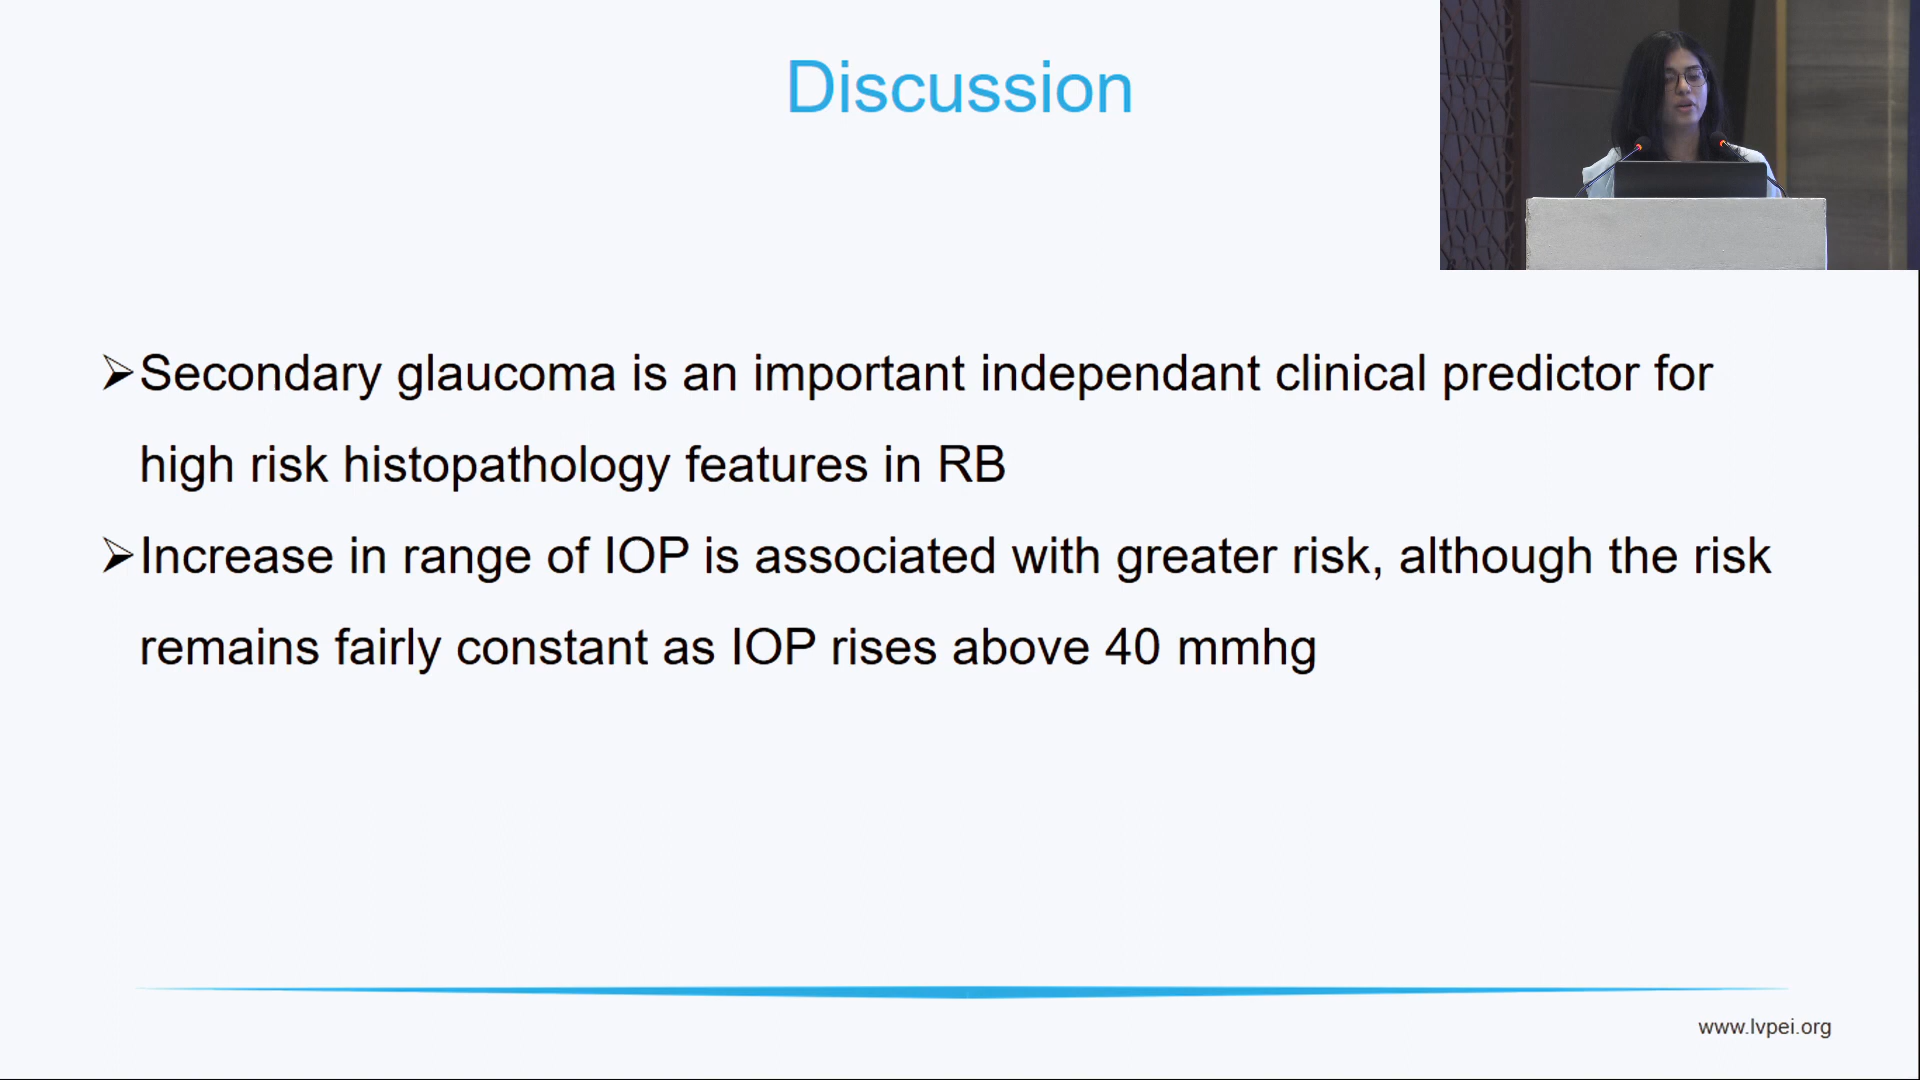 Discussion
➢Secondary glaucoma is an important independant clinical predictor for
high risk histopathology features in RB
➢Increase in range of IOP is associated with greater risk, although the risk
remains fairly constant as IOP rises above 40 mmhg
www.lvpei.org